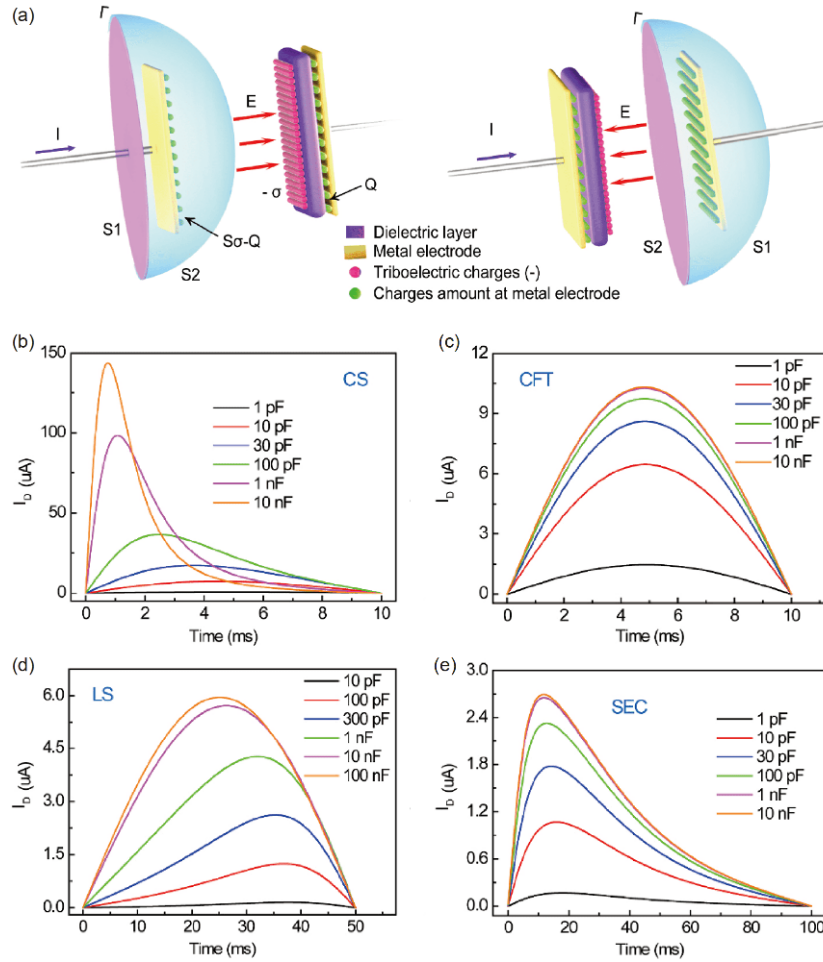 (a)
Γ
Γ
I
E
I
E
- σ
Q
S1
Sσ-Q
S2
S2
S1
Dielectric layer
Metal electrode
Triboelectric charges (-)
Charges amount at metal electrode
(b)
CS
1 pF
10 pF
30 pF
100 pF
1 nF
10 nF
I_D (uA)
150
100
50
0
0 2 4 6 8 10
Time (ms)
(c)
CFT
1 pF
10 pF
30 pF
100 pF
1 nF
10 nF
I_D (uA)
12
9
6
3
0
0 2 4 6 8 10
Time (ms)
(d)
LS
10 pF
100 pF
300 pF
1 nF
10 nF
100 nF
I_D (uA)
6.0
4.5
3.0
1.5
0.0
0 10 20 30 40 50
Time (ms)
(e)
SEC
1 pF
10 pF
30 pF
100 pF
1 nF
10 nF
I_D (uA)
3.0
2.4
1.8
1.2
0.6
0.0
0 20 40 60 80 100
Time (ms)